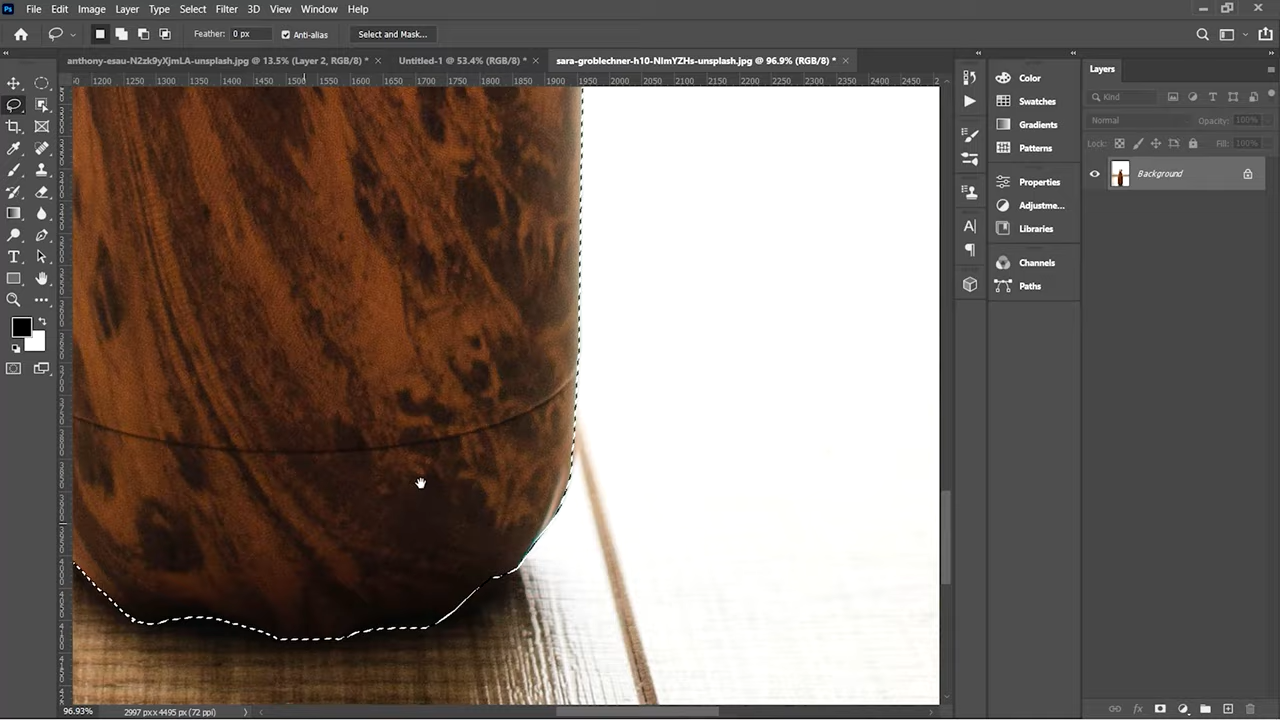 Ps File Edit Image Layer Type Select Filter 3D View Window Help
Feather: 0 px Anti-alias Select and Mask...
anthony-esau-N2zk9yXjmLA-unsplash.jpg @ 13.5% (Layer 2, RGB/8) * Untitled-1 @ 53.4% (RGB/8) * sara-groblechner-h10-NImYZHs-unsplash.jpg @ 96.9% (RGB/8) *
1200 1250 1300 1350 1400 1450 1500 1550 1600 1650 1700 1750 1800 1850 1900 1950 2000 2050 2100 2150 2200 2250 2300 2350 2400 2450
Color
Swatches
Gradients
Patterns
Properties
Adjustme...
Libraries
Channels
Paths
Layers
Kind
Normal Opacity: 100%
Lock: Fill: 100%
Background
96.93% 2997 px x 4495 px (72 ppi)